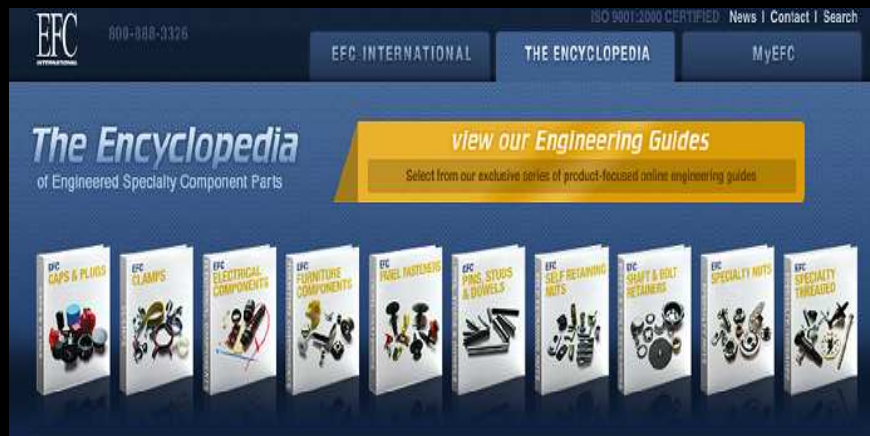 EFC
INTERNATIONAL
800-888-3326
ISO 9001:2000 CERTIFIED News | Contact | Search
EFC INTERNATIONAL
THE ENCYCLOPEDIA
MyEFC
The Encyclopedia
of Engineered Specialty Component Parts
view our Engineering Guides
Select from our exclusive series of product-focused online engineering guides
EFC
CAPS & PLUGS
EFC
CLAMPS
EFC
ELECTRICAL
COMPONENTS
EFC
FURNITURE
COMPONENTS
EFC
PANEL FASTENERS
EFC
PINS, STUDS
& DOWELS
EFC
SELF RETAINING
NUTS
EFC
SHAFT & BOLT
RETAINERS
EFC
SPECIALTY NUTS
EFC
SPECIALTY
THREADED